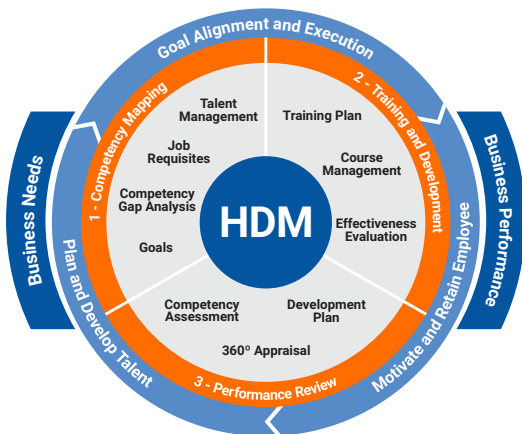 Goal Alignment and Execution
1 - Competency Mapping
2 - Training and Development
Talent
Management
Training Plan
Job
Requisites
Course
Management
Business Needs
Competency
Gap Analysis
HDM
Effectiveness
Evaluation
Business Performance
Goals
Plan and Develop Talent
Motivate and Retain Employee
Competency
Assessment
Development
Plan
360º Appraisal
3 - Performance Review